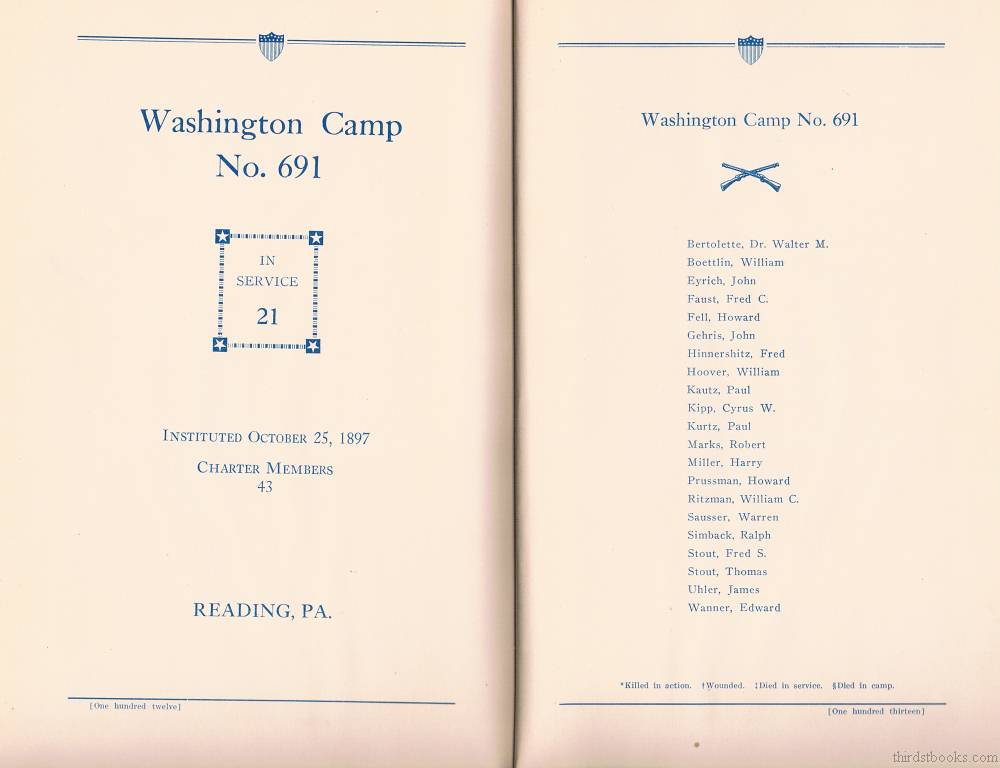 Washington Camp
No. 691
IN
SERVICE
21
INSTITUTED OCTOBER 25, 1897
CHARTER MEMBERS
43
READING, PA.
[One hundred twelve]
Washington Camp No. 691
Bertolette, Dr. Walter M.
Boettlin, William
Eyrich, John
Faust, Fred C.
Fell, Howard
Gehris, John
Hinnershitz, Fred
Hoover, William
Kautz, Paul
Kipp, Cyrus W.
Kurtz, Paul
Marks, Robert
Miller, Harry
Prussman, Howard
Ritzman, William C.
Sausser, Warren
Simback, Ralph
Stout, Fred S.
Stout, Thomas
Uhler, James
Wanner, Edward
*Killed in action. †Wounded. ‡Died in service. §Died in camp.
[One hundred thirteen]
thirdstbooks.com